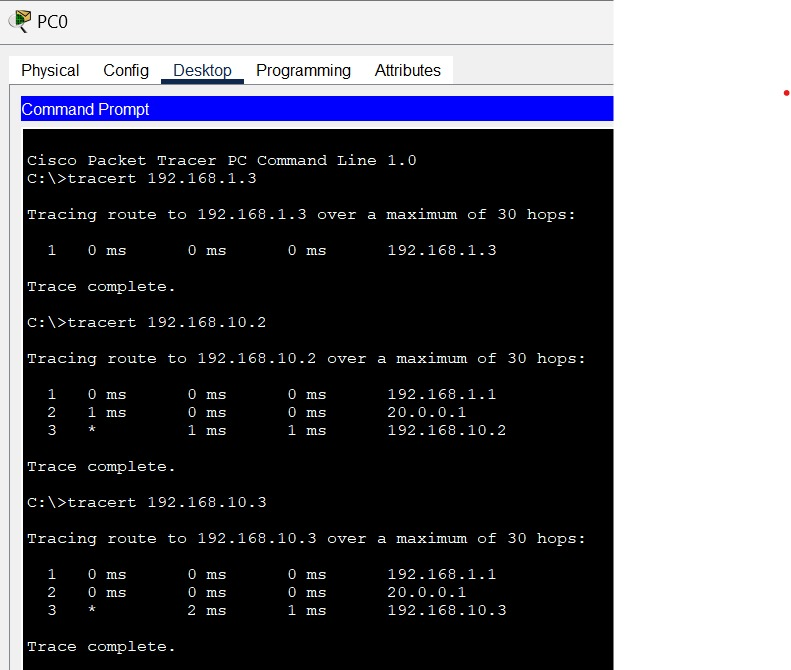 PC0
Physical Config Desktop Programming Attributes
Command Prompt
Cisco Packet Tracer PC Command Line 1.0
C:\>tracert 192.168.1.3
Tracing route to 192.168.1.3 over a maximum of 30 hops:
1 0 ms 0 ms 0 ms 192.168.1.3
Trace complete.
C:\>tracert 192.168.10.2
Tracing route to 192.168.10.2 over a maximum of 30 hops:
1 0 ms 0 ms 0 ms 192.168.1.1
2 1 ms 0 ms 0 ms 20.0.0.1
3 * 1 ms 1 ms 192.168.10.2
Trace complete.
C:\>tracert 192.168.10.3
Tracing route to 192.168.10.3 over a maximum of 30 hops:
1 0 ms 0 ms 0 ms 192.168.1.1
2 0 ms 0 ms 0 ms 20.0.0.1
3 * 2 ms 1 ms 192.168.10.3
Trace complete.